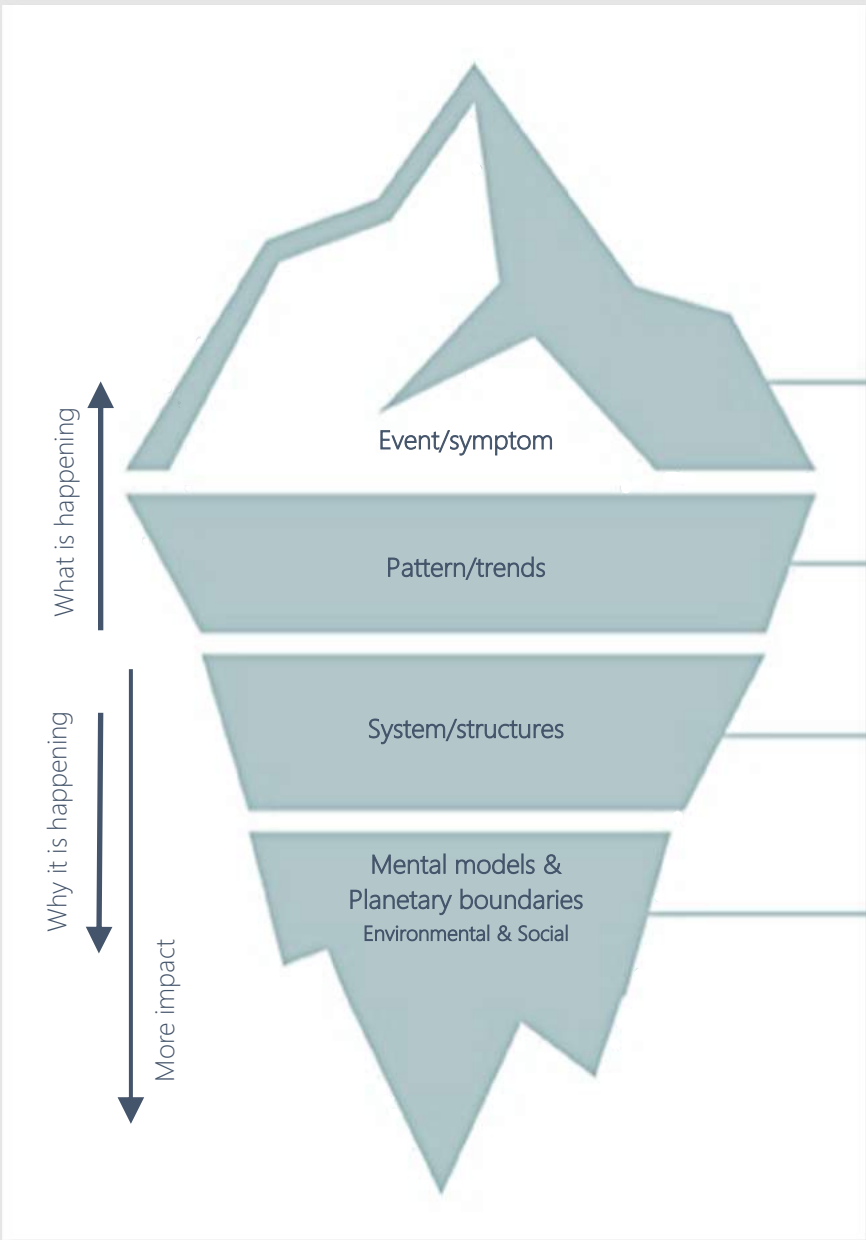 Event/symptom
What is happening
Pattern/trends
System/structures
Why it is happening
Mental models &
Planetary boundaries
Environmental & Social
More impact